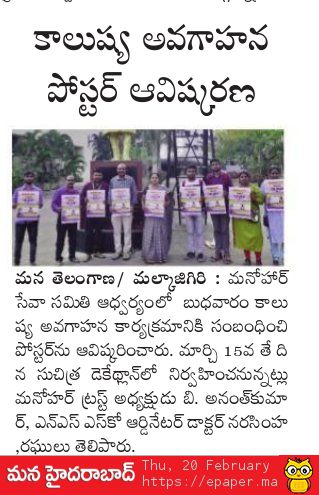 కాలుష్య అవగాహన
పోస్టర్ ఆవిష్కరణ
మన తెలంగాణ/ మల్కాజిగిరి : మనోహర్
సేవా సమితి ఆధ్వర్యంలో బుధవారం కాలు
ష్య అవగాహన కార్యక్రమానికి సంబంధించి
పోస్టర్‌ను ఆవిష్కరించారు. మార్చి 15వ తే ది
న సుచిత్ర డెకేథ్లాన్‌లో నిర్వహించనున్నట్లు
మనోహర్ ట్రస్ట్ అధ్యక్షుడు బి. అనంత్‌కుమా
ర్, ఎన్ఎస్ ఎస్‌కో ఆర్డినేటర్ డాక్టర్ నరసింహ
,రఘులు తెలిపారు.
మన హైదరాబాద్ Thu, 20 February
https://epaper.ma